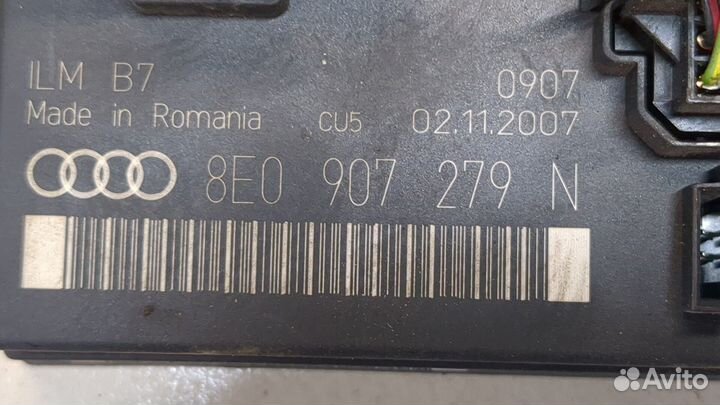 ILM B7 0907
Made in Romania CU5 02.11.2007
8E0 907 279 N
Avito